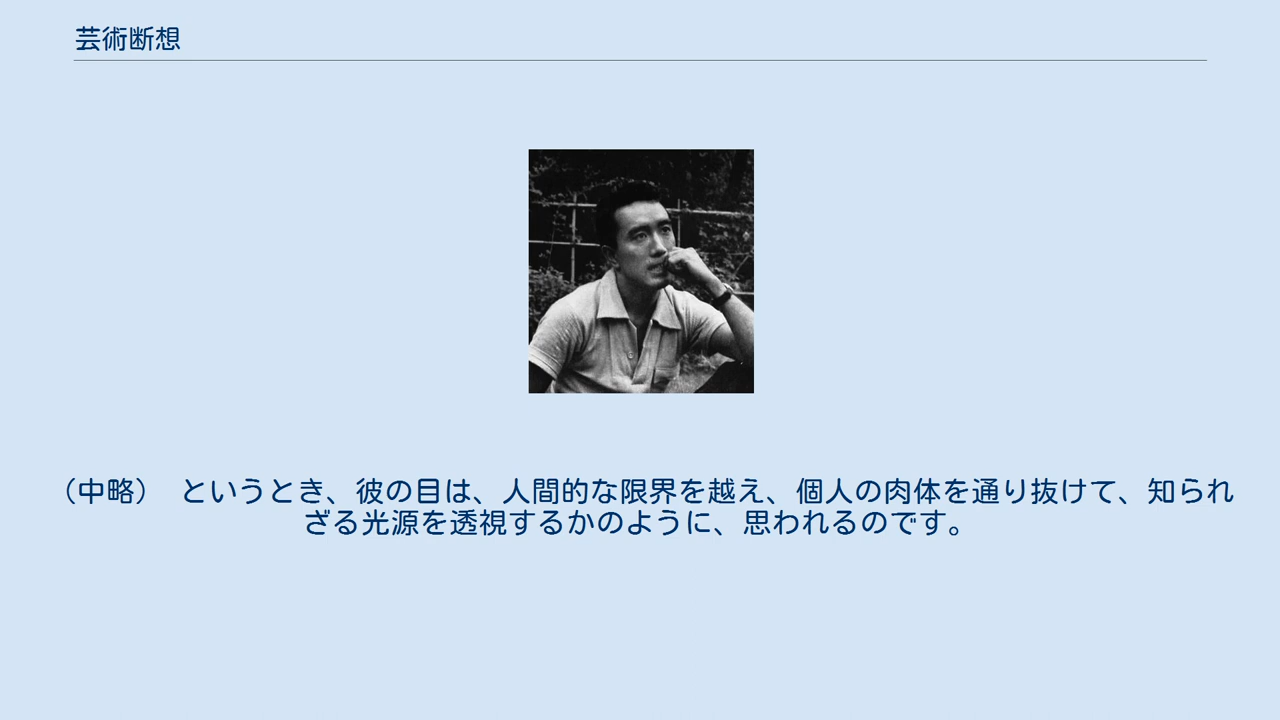 芸術断想
（中略）　というとき、彼の目は、人間的な限界を越え、個人の肉体を通り抜けて、知られ
ざる光源を透視するかのように、思われるのです。